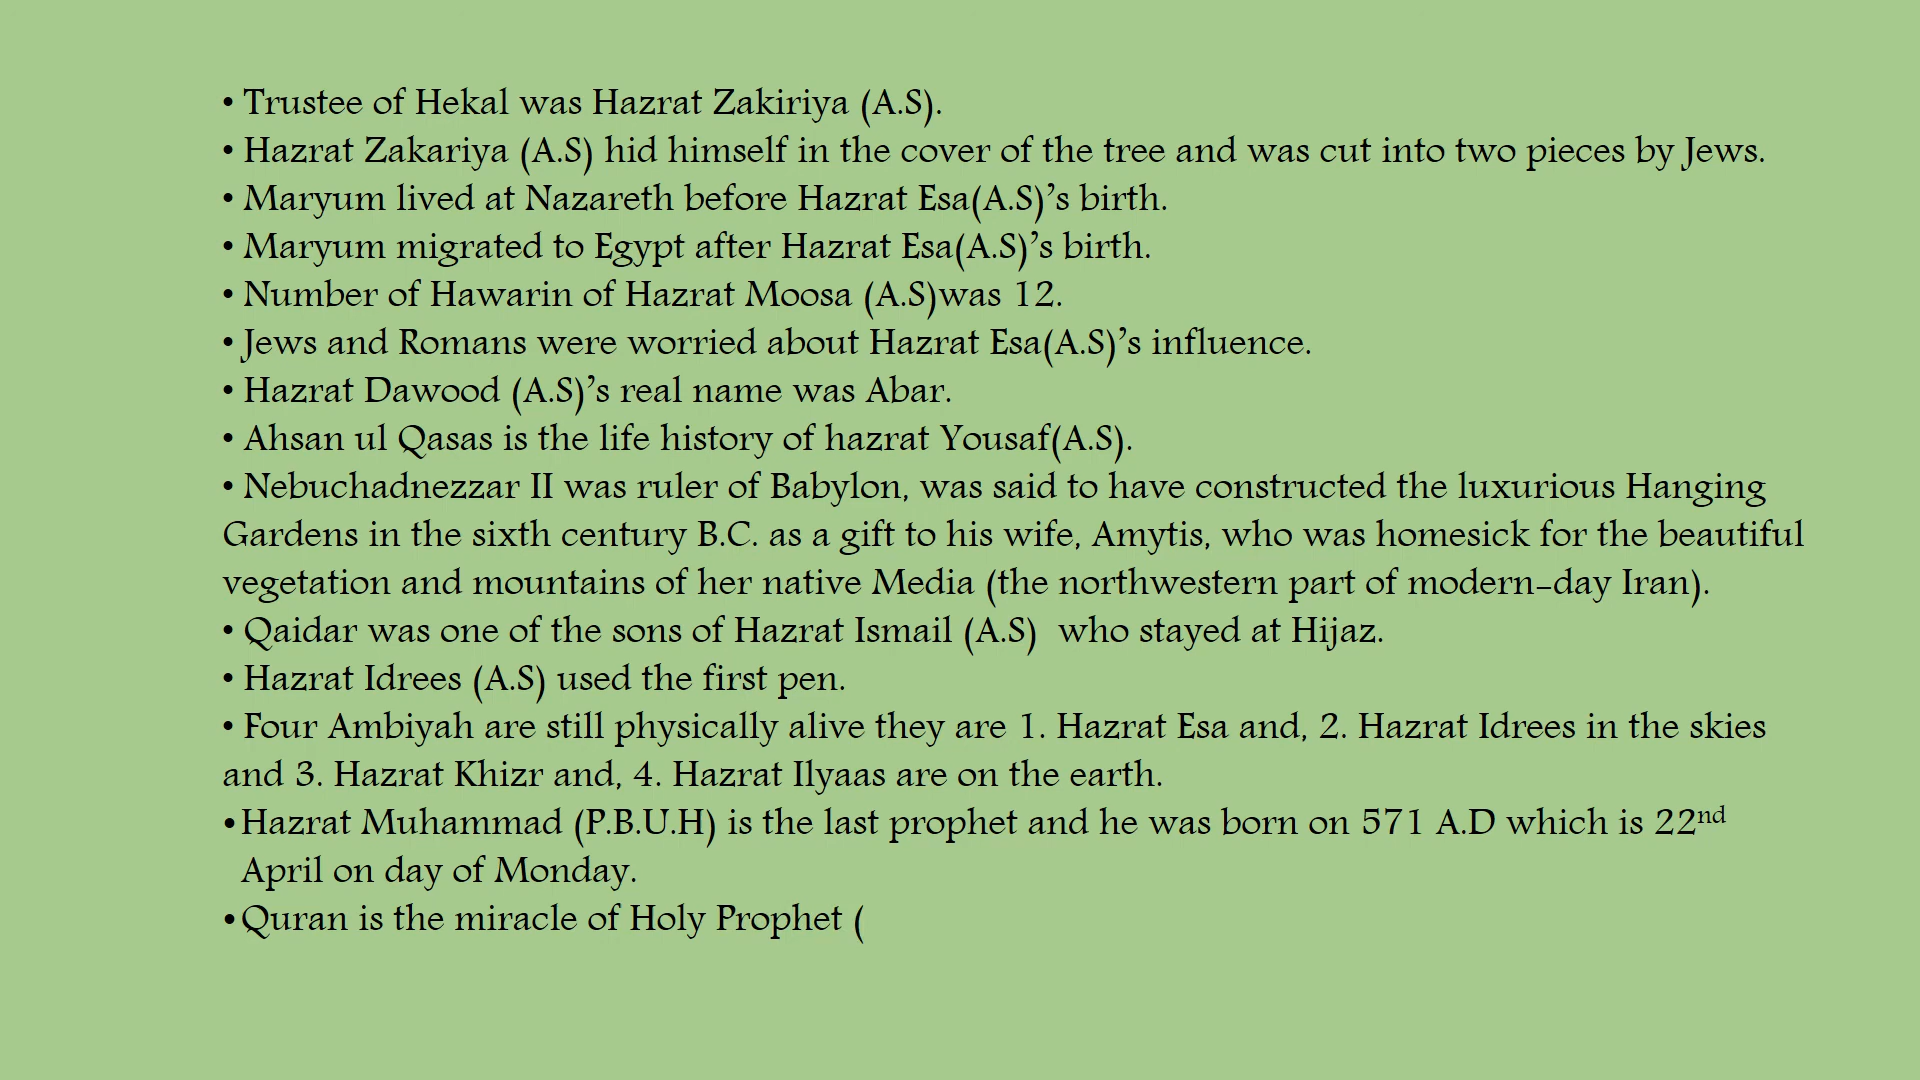 • Trustee of Hekal was Hazrat Zakiriya (A.S).
• Hazrat Zakariya (A.S) hid himself in the cover of the tree and was cut into two pieces by Jews.
• Maryum lived at Nazareth before Hazrat Esa(A.S)’s birth.
• Maryum migrated to Egypt after Hazrat Esa(A.S)’s birth.
• Number of Hawarin of Hazrat Moosa (A.S)was 12.
• Jews and Romans were worried about Hazrat Esa(A.S)’s influence.
• Hazrat Dawood (A.S)’s real name was Abar.
• Ahsan ul Qasas is the life history of hazrat Yousaf(A.S).
• Nebuchadnezzar II was ruler of Babylon, was said to have constructed the luxurious Hanging
Gardens in the sixth century B.C. as a gift to his wife, Amytis, who was homesick for the beautiful
vegetation and mountains of her native Media (the northwestern part of modern-day Iran).
• Qaidar was one of the sons of Hazrat Ismail (A.S)  who stayed at Hijaz.
• Hazrat Idrees (A.S) used the first pen.
• Four Ambiyah are still physically alive they are 1. Hazrat Esa and, 2. Hazrat Idrees in the skies
and 3. Hazrat Khizr and, 4. Hazrat Ilyaas are on the earth.
•Hazrat Muhammad (P.B.U.H) is the last prophet and he was born on 571 A.D which is 22nd
April on day of Monday.
•Quran is the miracle of Holy Prophet (